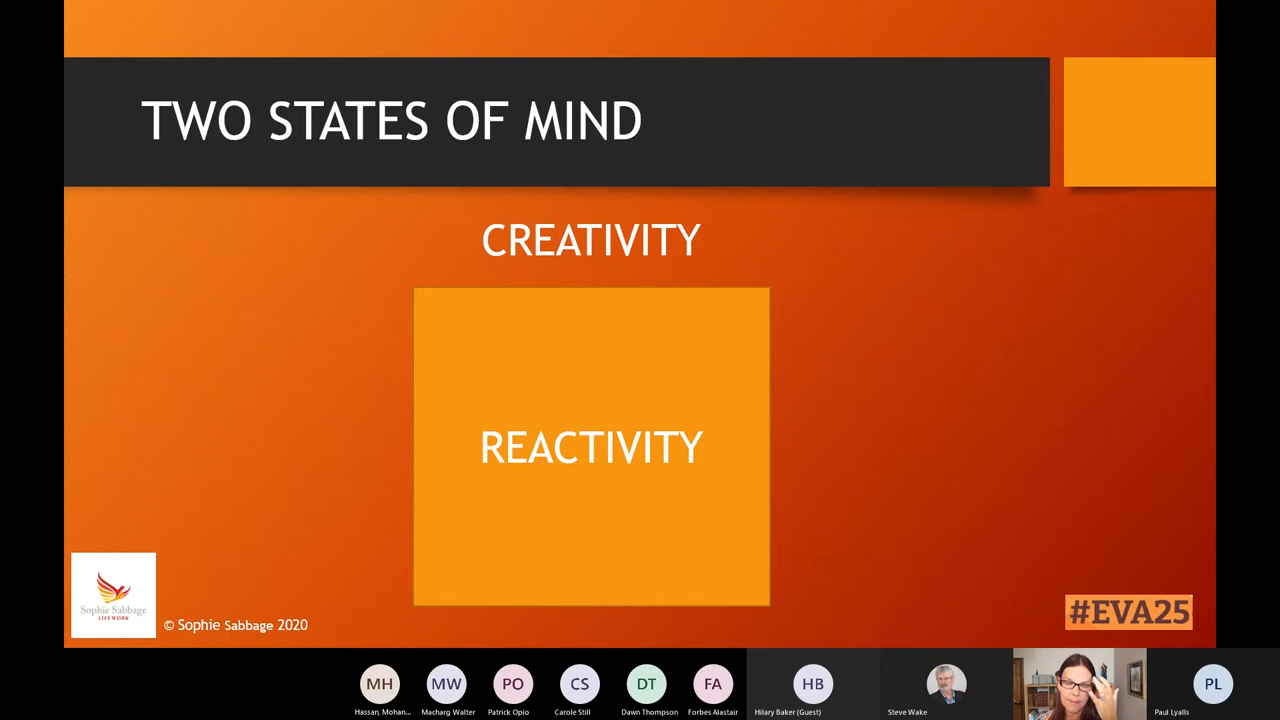 TWO STATES OF MIND
CREATIVITY
REACTIVITY
Sophie Sabbage
LIFEWORK
© Sophie Sabbage 2020
#EVA25
MH
MW
PO
CS
DT
FA
HB
PL
Hassan, Mohan...
Macharg Walter
Patrick Opio
Carole Still
Dawn Thompson
Forbes Alastair
Hilary Baker (Guest)
Steve Wake
Paul Lyalls